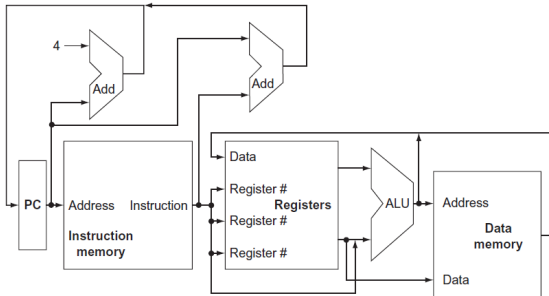 4
Add
Add
Data
PC
Address
Instruction
Register #
Registers
ALU
Address
Instruction
memory
Register #
Data
memory
Register #
Data